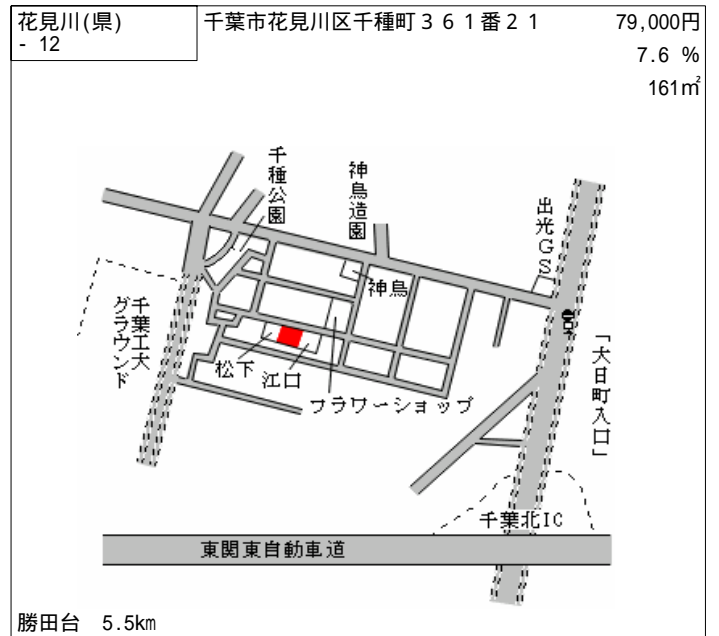 花見川(県)
- 12
千葉市花見川区千種町３６１番２１
79,000円
7.6 %
161㎡
千種公園
神鳥造園
出光ＧＳ
神鳥
千葉工大
グラウンド
松下
江口
フラワーショップ
「大日町入口」
千葉北IC
東関東自動車道
勝田台 5.5km